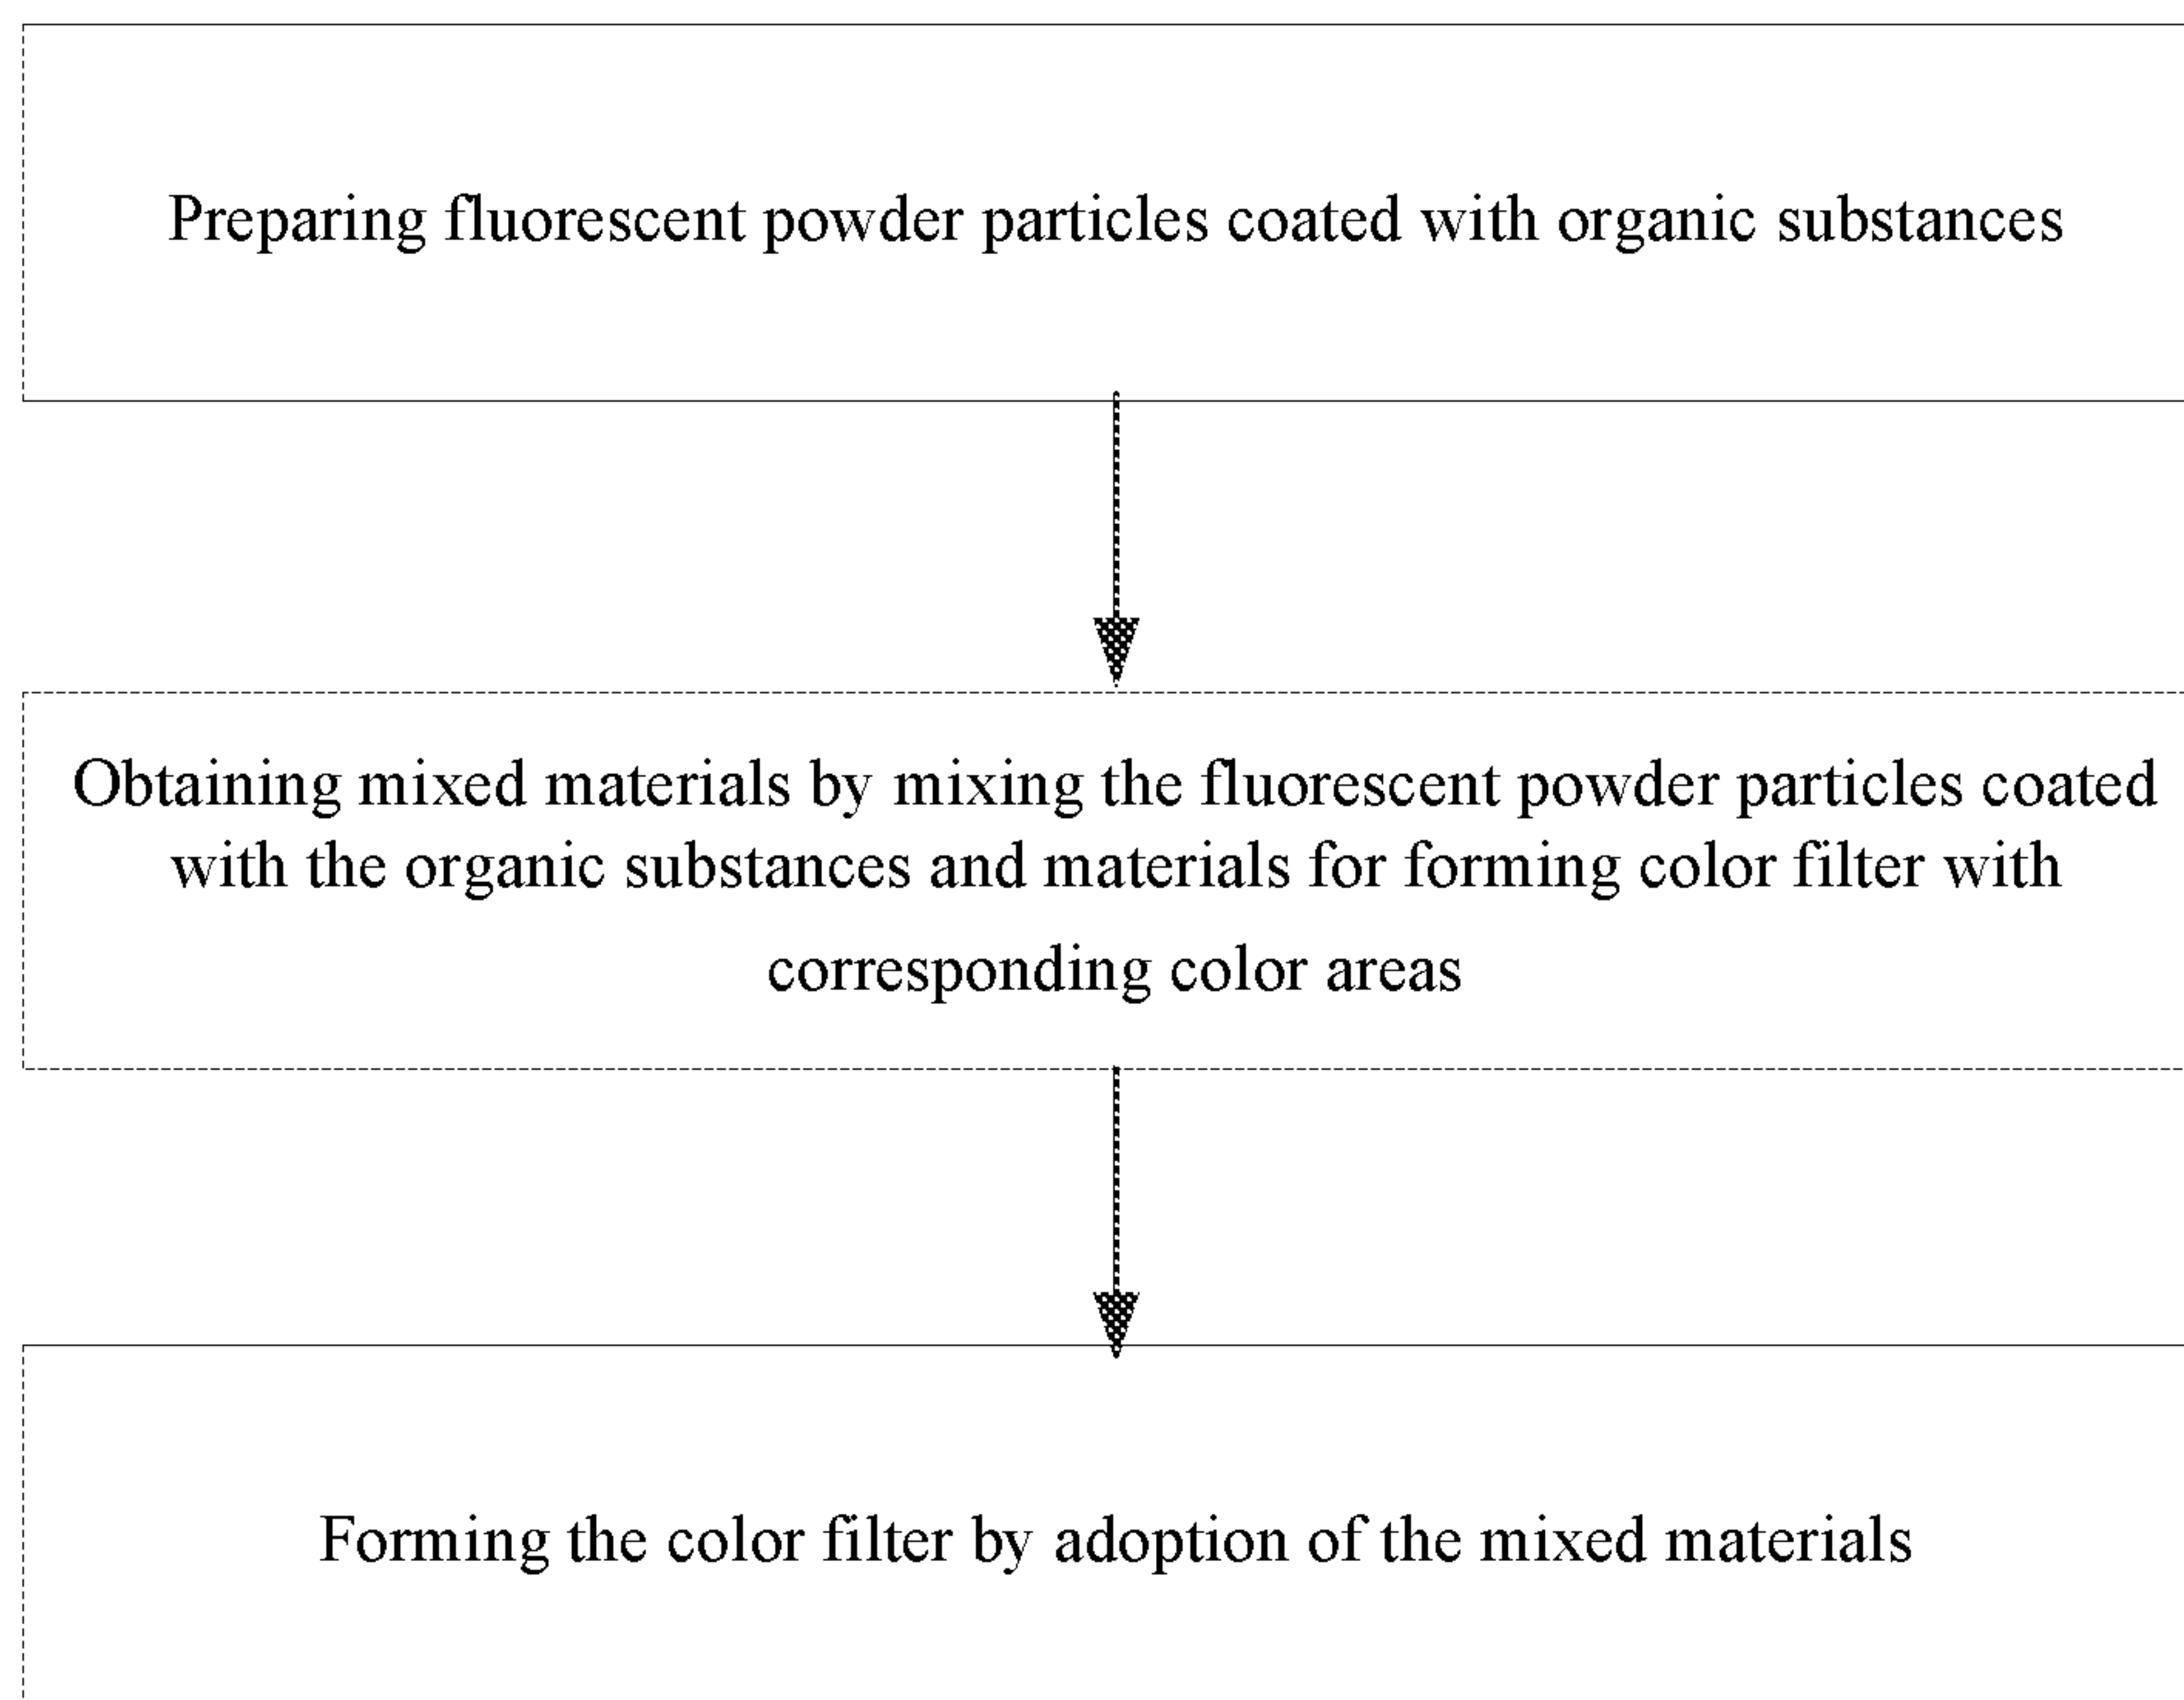 Preparing fluorescent powder particles coated with organic substances
Obtaining mixed materials by mixing the fluorescent powder particles coated
with the organic substances and materials for forming color filter with
corresponding color areas
Forming the color filter by adoption of the mixed materials